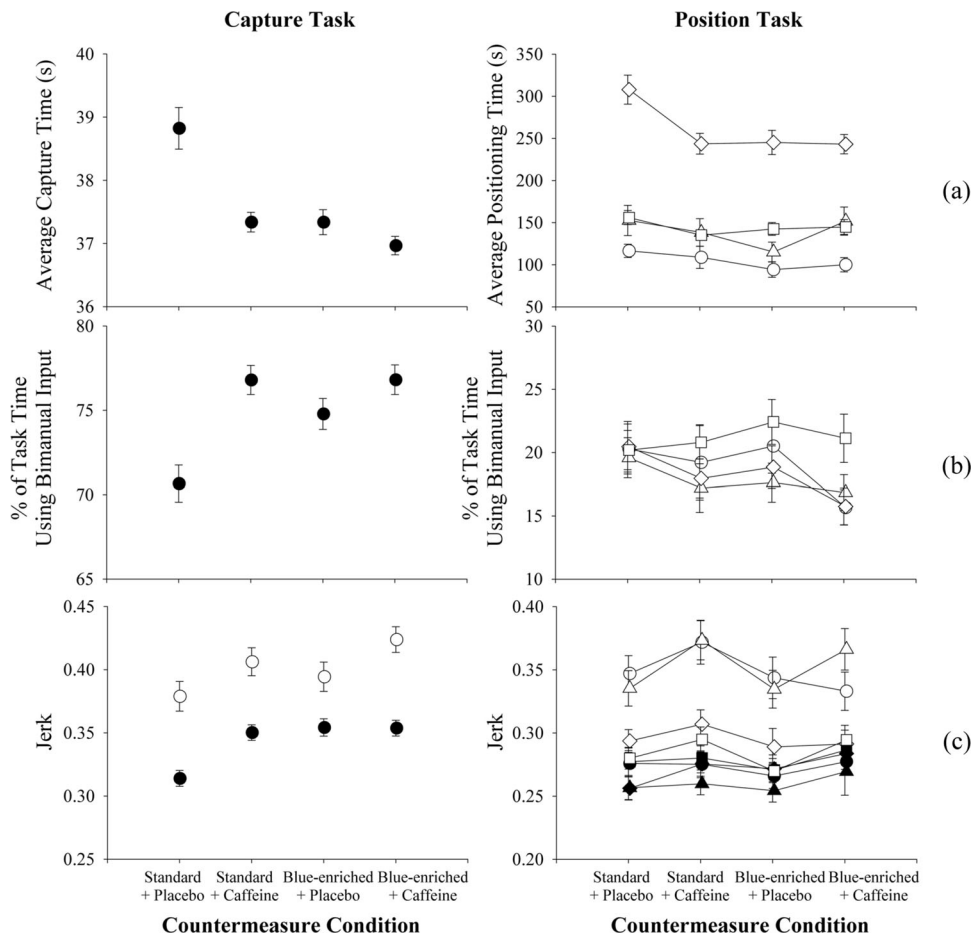 Capture Task
Position Task
Average Capture Time (s)
40
39
38
37
36
Average Positioning Time (s)
350
300
250
200
150
100
50
(a)
% of Task Time
Using Bimanual Input
80
75
70
65
% of Task Time
Using Bimanual Input
30
25
20
15
10
(b)
Jerk
0.45
0.40
0.35
0.30
0.25
Jerk
0.40
0.35
0.30
0.25
0.20
(c)
Standard
+ Placebo
Standard
+ Caffeine
Blue-enriched
+ Placebo
Blue-enriched
+ Caffeine
Standard
+ Placebo
Standard
+ Caffeine
Blue-enriched
+ Placebo
Blue-enriched
+ Caffeine
Countermeasure Condition
Countermeasure Condition